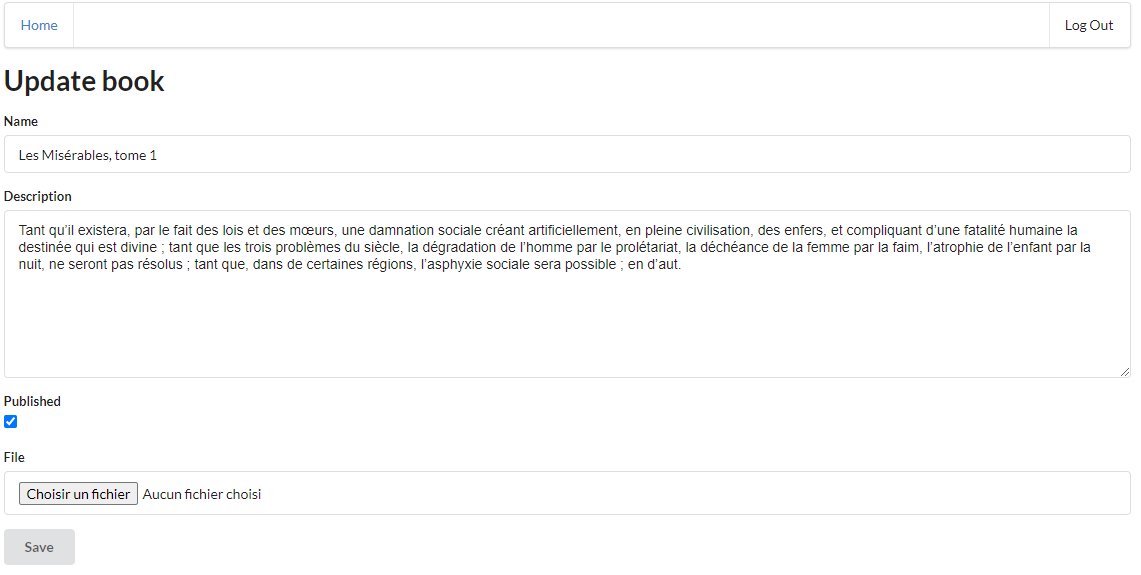 Home
Log Out
Update book
Name
Les Misérables, tome 1
Description
Tant qu’il existera, par le fait des lois et des mœurs, une damnation sociale créant artificiellement, en pleine civilisation, des enfers, et compliquant d’une fatalité humaine la
destinée qui est divine ; tant que les trois problèmes du siècle, la dégradation de l’homme par le prolétariat, la déchéance de la femme par la faim, l’atrophie de l’enfant par la
nuit, ne seront pas résolus ; tant que, dans de certaines régions, l’asphyxie sociale sera possible ; en d’aut.
Published
File
Choisir un fichier Aucun fichier choisi
Save